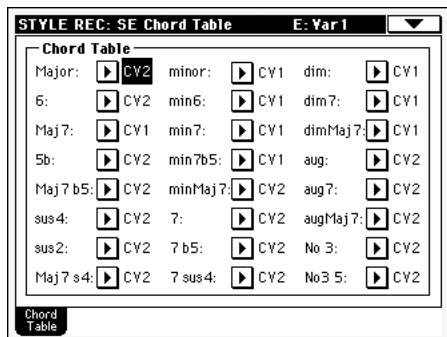 STYLE REC: SE Chord Table E: Var1
Chord Table
Major: CV2 minor: CV1 dim: CV1
6: CV2 min6: CV1 dim7: CV1
Maj7: CV1 min7: CV1 dimMaj7: CV1
5b: CV2 min7b5: CV1 aug: CV2
Maj7b5: CV2 minMaj7: CV2 aug7: CV2
sus4: CV2 7: CV2 augMaj7: CV2
sus2: CV2 7b5: CV2 No 3: CV2
Maj7s4: CV2 7sus4: CV2 No3 5: CV2
Chord
Table